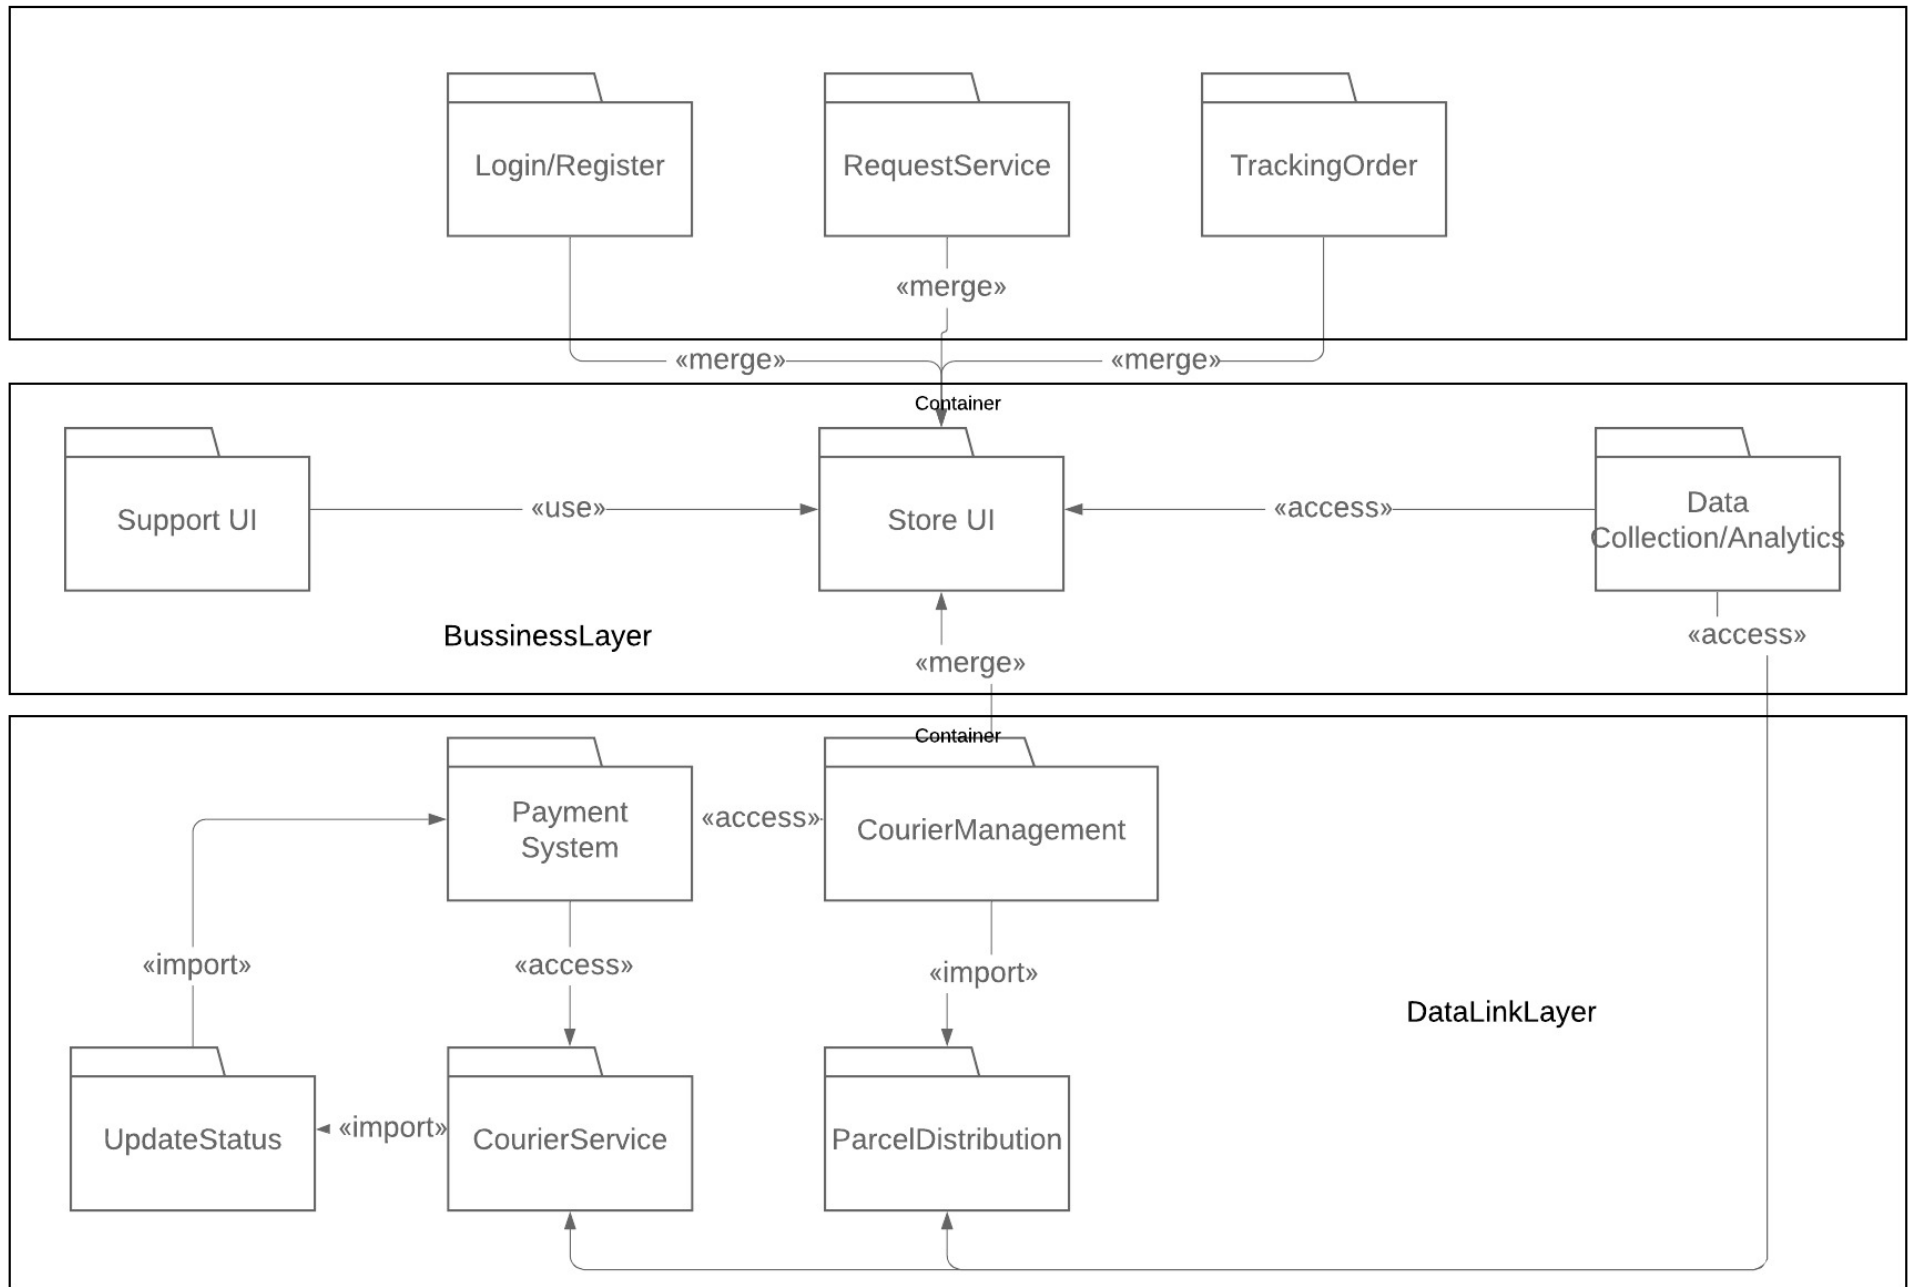 Login/Register
RequestService
TrackingOrder
«merge»
«merge»
«merge»
Container
Support UI
«use»
Store UI
«access»
Data
Collection/Analytics
BussinessLayer
«merge»
«access»
Container
Payment
System
«access»
CourierManagement
«import»
«access»
«import»
DataLinkLayer
UpdateStatus
«import»
CourierService
ParcelDistribution